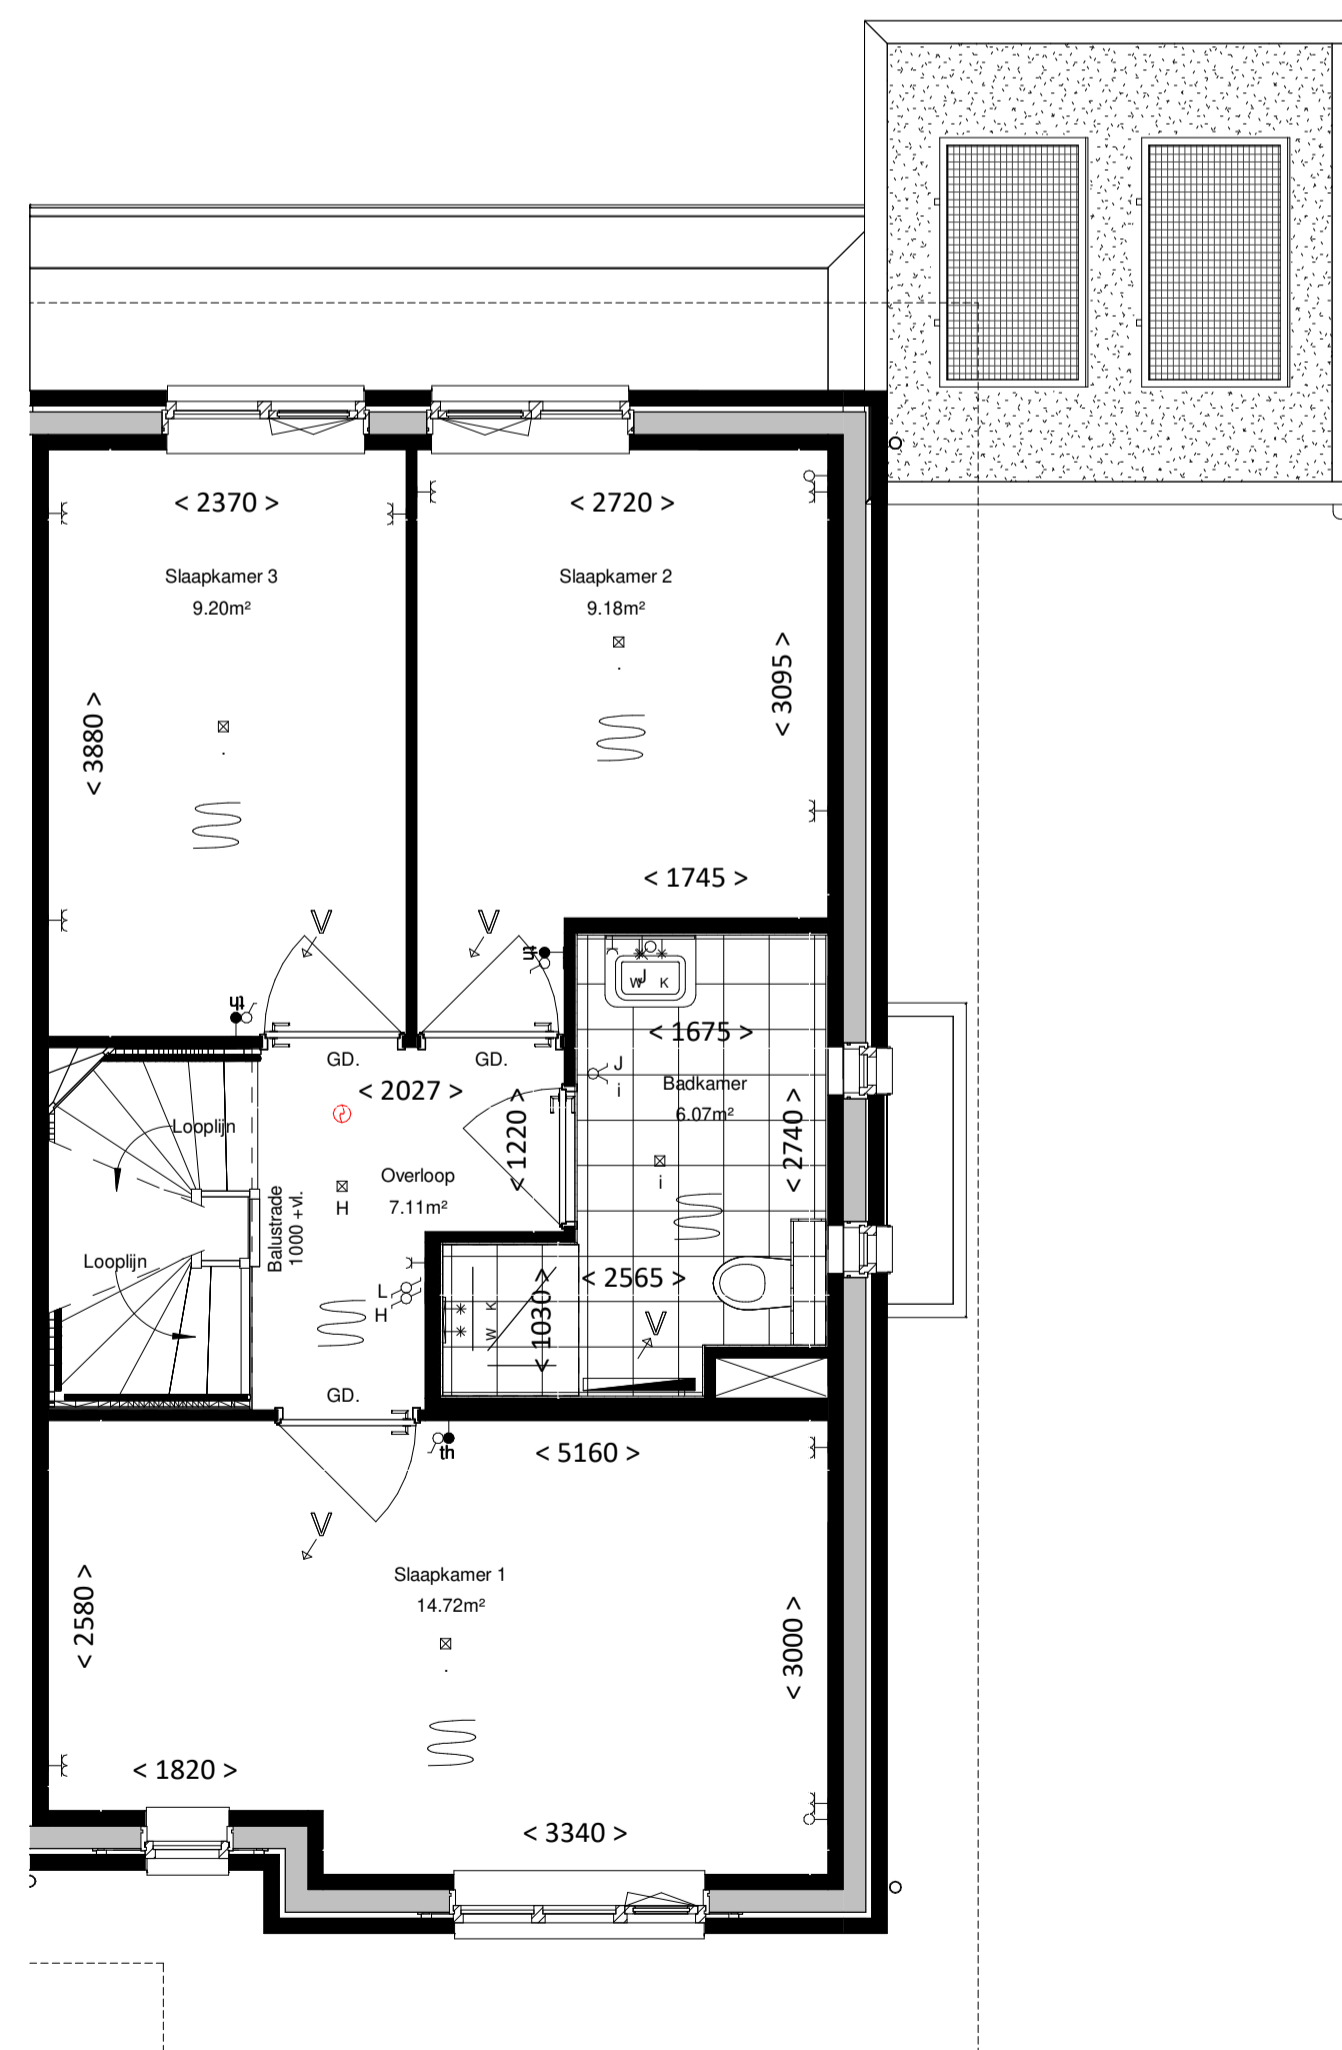 < 2370 >
< 2720 >
Slaapkamer 3
9.20m²
Slaapkamer 2
9.18m²
< 3095 >
< 3880 >
< 1745 >
V
V
th
th
J
W K
< 1675 >
GD.
GD.
< 2027 >
J
i
Badkamer
6.07m²
Looplijn
< 1220 >
< 2740 >
Overloop
7.11m²
H
Balustrade
1000 +vl.
i
Looplijn
< 2565 >
L
H
W K
< 1030 >
V
GD.
th
< 5160 >
V
Slaapkamer 1
14.72m²
< 2580 >
< 3000 >
< 1820 >
< 3340 >